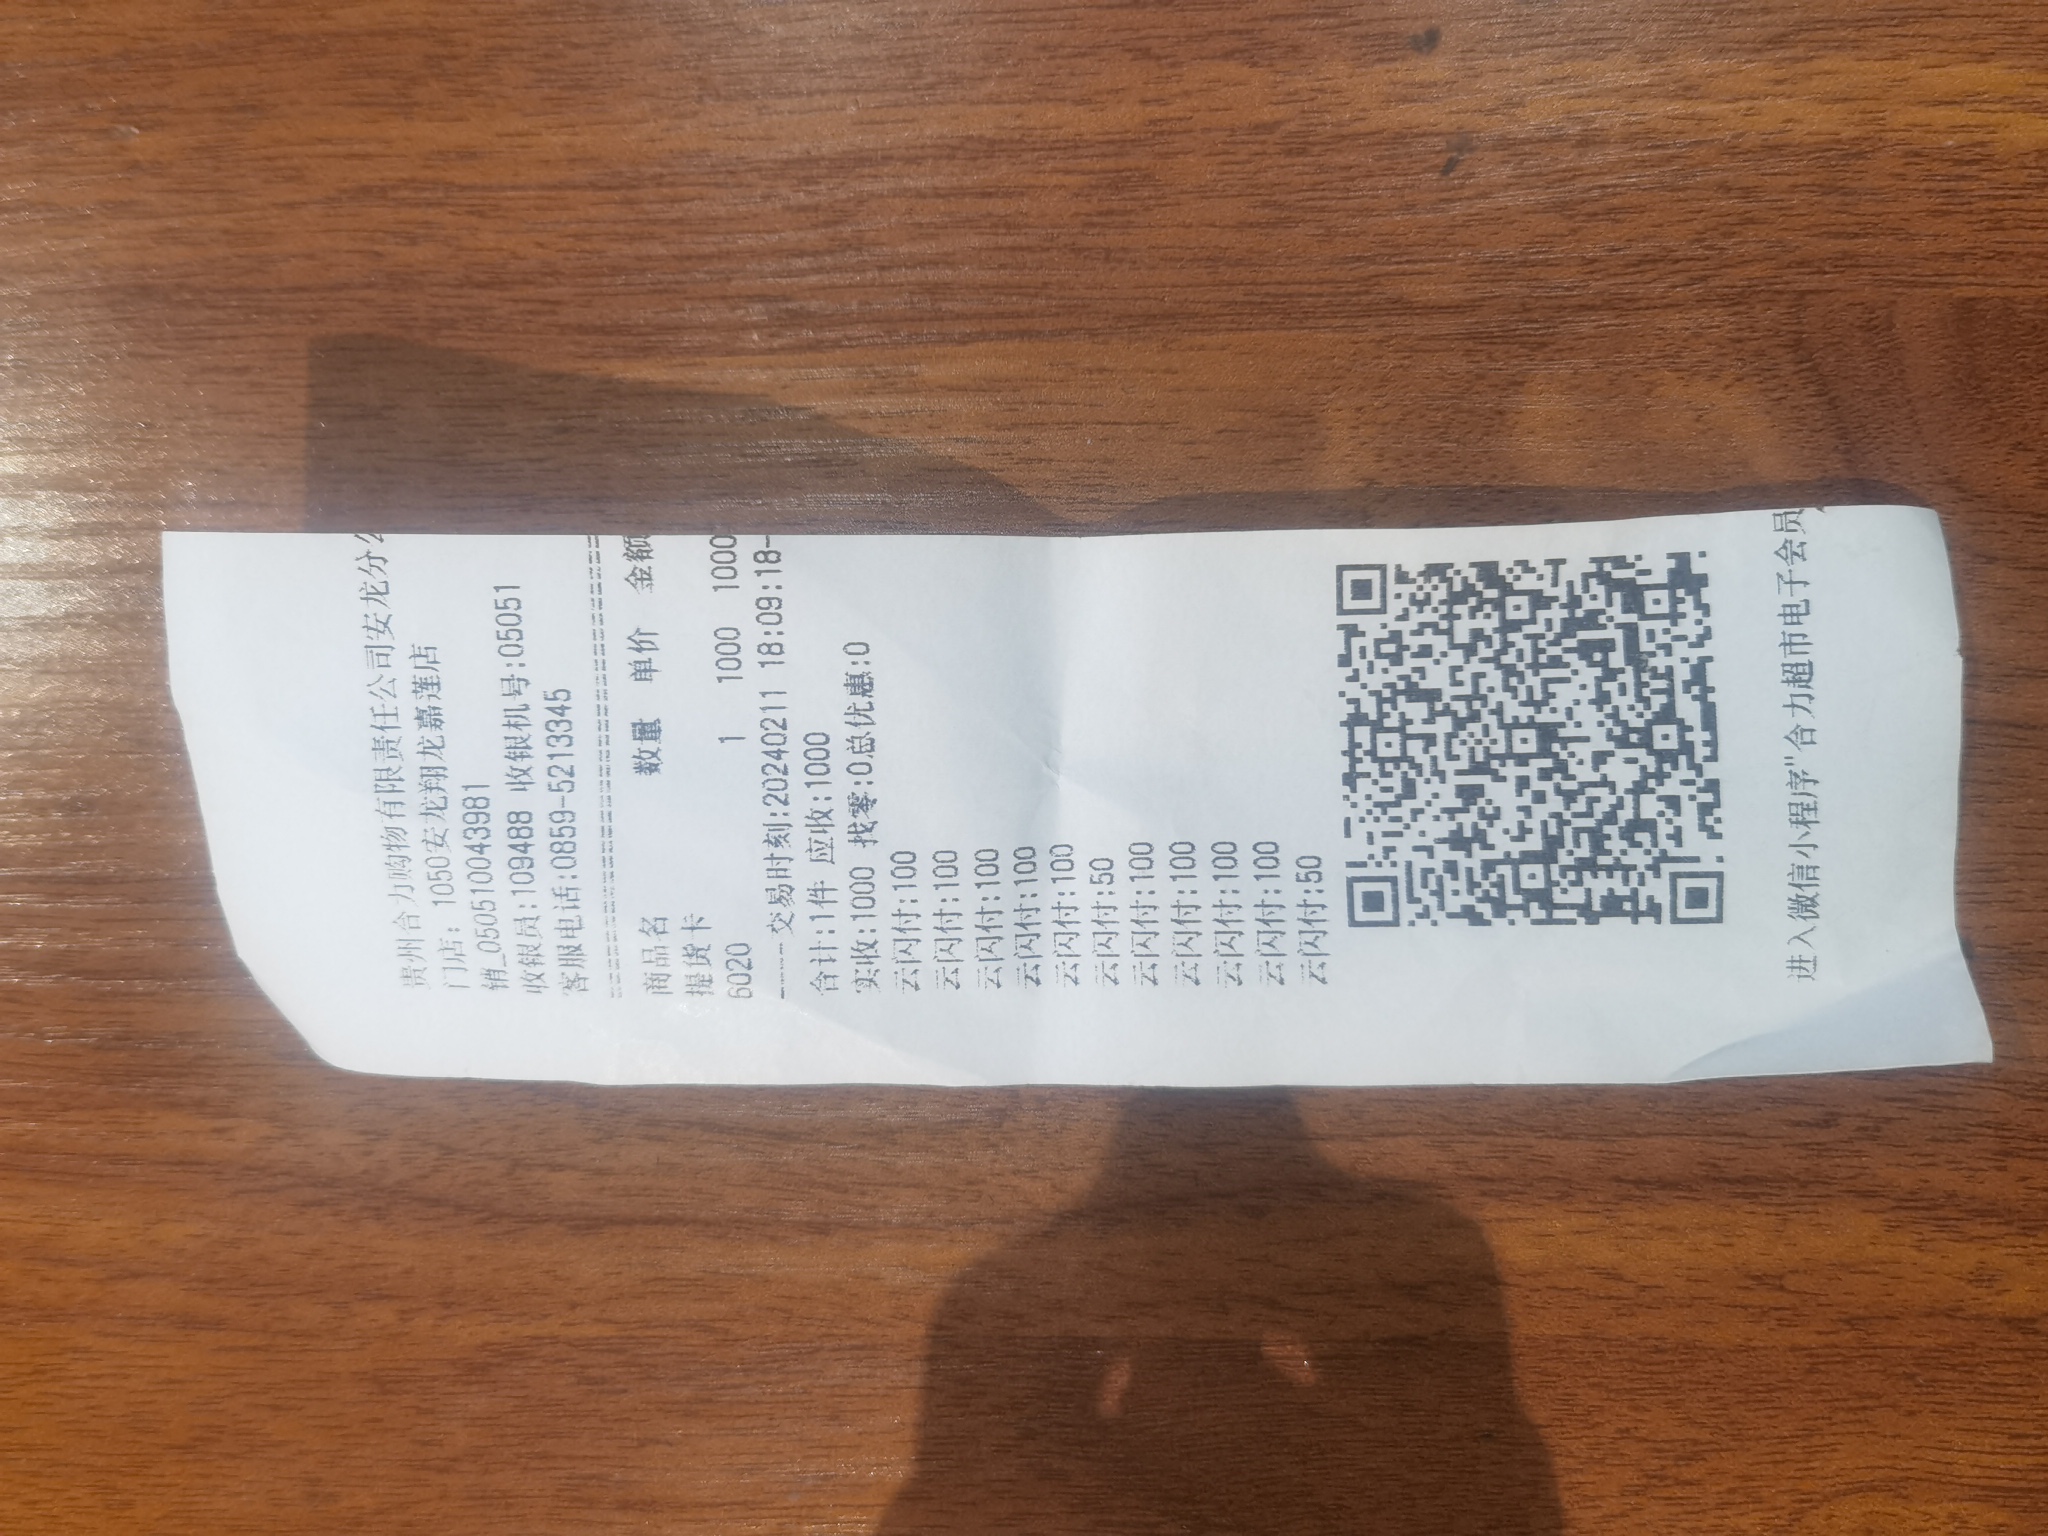 贵州合力购物有限责任公司安龙分
门店: 1050安龙翔龙嘉莲店
销_050510043981
收银员:109488 收银机号:05051
客服电话:0859-5213345
商品名 数量 单价 金额
提货卡
6020 1 1000 1000
----交易时刻:20240211 18:09:18-
合计:1件 应收:1000
实收:1000 找零:0总优惠:0
云闪付:100
云闪付:100
云闪付:100
云闪付:100
云闪付:100
云闪付:50
云闪付:100
云闪付:100
云闪付:100
云闪付:100
云闪付:50
进入微信小程序"合力超市电子会员